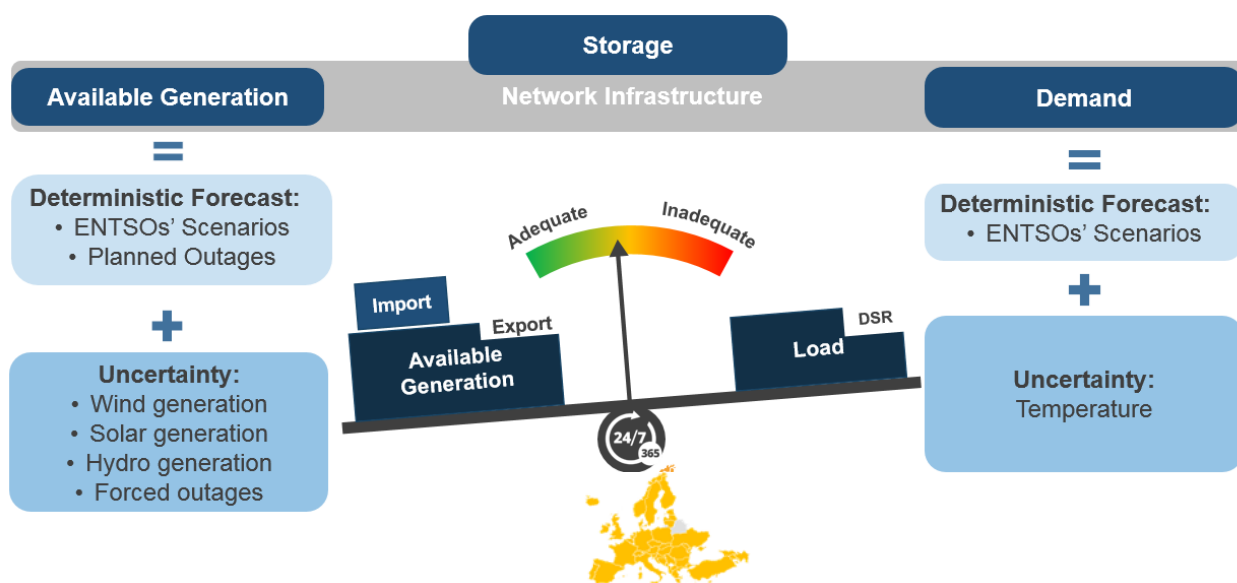 Storage
Available Generation
Network Infrastructure
Demand
Deterministic Forecast:
• ENTSOs’ Scenarios
• Planned Outages
Uncertainty:
• Wind generation
• Solar generation
• Hydro generation
• Forced outages
Adequate
Inadequate
Import
Export
Available
Generation
Load
DSR
24/7
365
Deterministic Forecast:
• ENTSOs’ Scenarios
Uncertainty:
Temperature